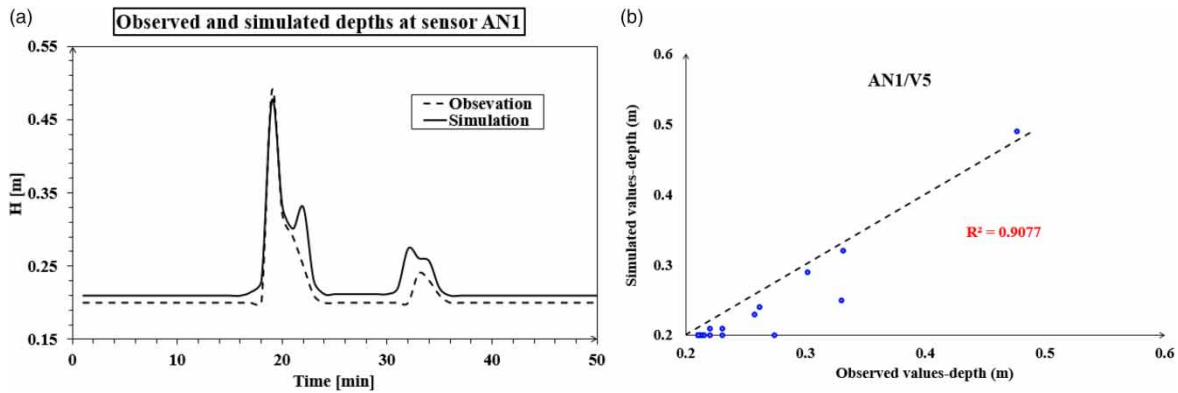 (a)
Observed and simulated depths at sensor AN1
0.55
0.45
0.35
0.25
0.15
H [m]
Obsevation
Simulation
0
10
20
30
40
50
Time [min]
(b)
AN1/V5
0.6
0.5
0.4
0.3
0.2
Simulated values-depth (m)
R² = 0.9077
0.2
0.3
0.4
0.5
0.6
Observed values-depth (m)